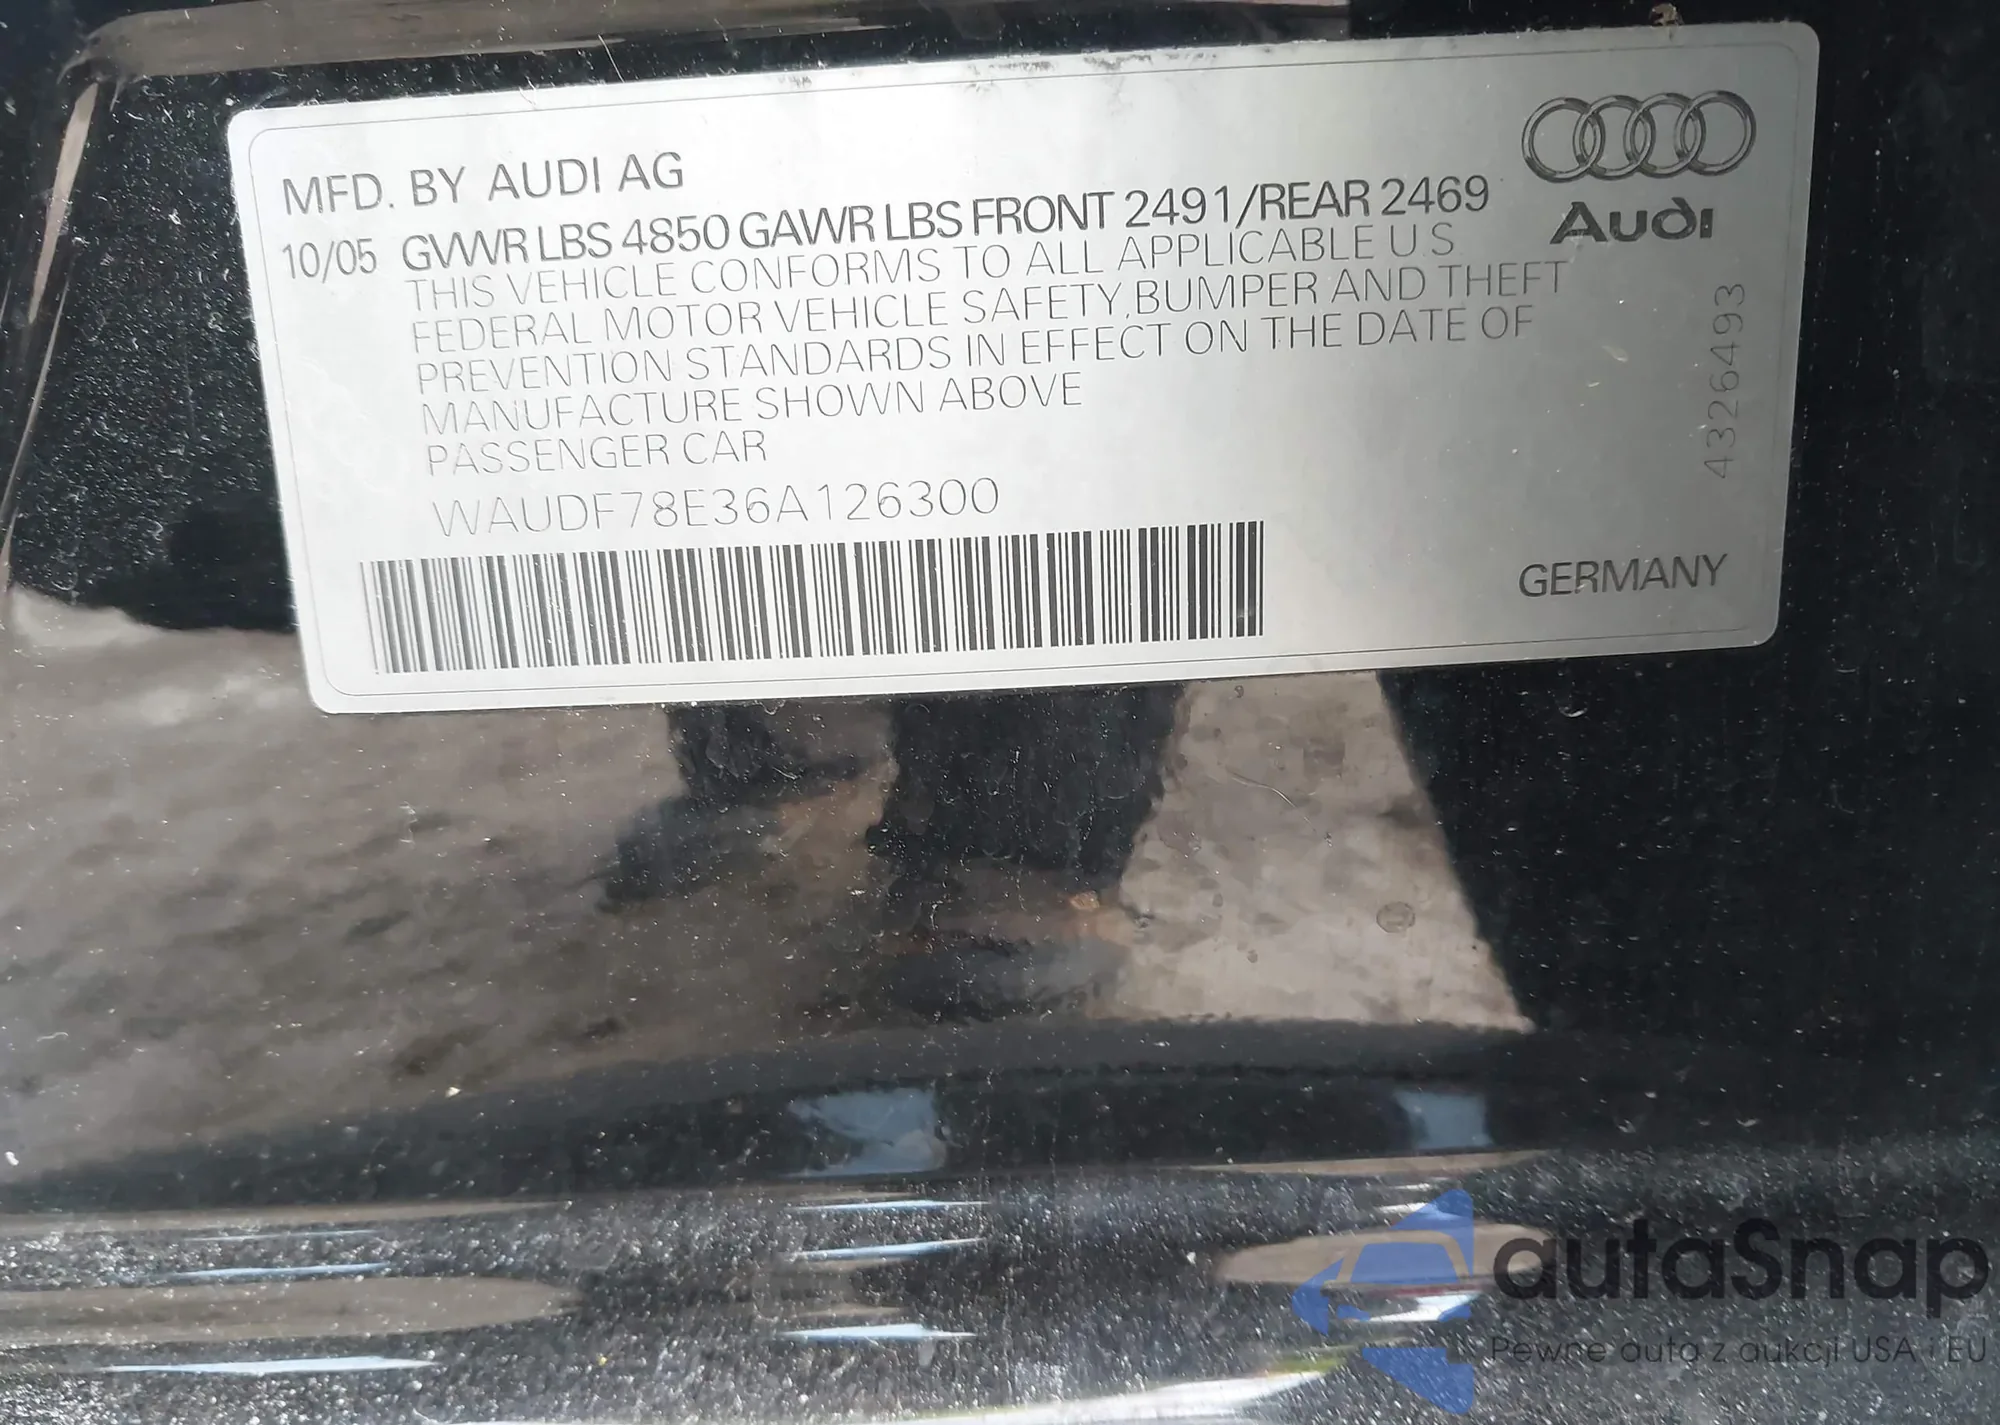 MFD. BY AUDI AG
10/05 GVWR LBS 4850 GAWR LBS FRONT 2491/REAR 2469
THIS VEHICLE CONFORMS TO ALL APPLICABLE U.S.
FEDERAL MOTOR VEHICLE SAFETY, BUMPER AND THEFT
PREVENTION STANDARDS IN EFFECT ON THE DATE OF
MANUFACTURE SHOWN ABOVE
PASSENGER CAR
WAUDF78E36A126300
Audi
43264493
GERMANY
autaSnap
Pewne auta z aukcji USA i EU